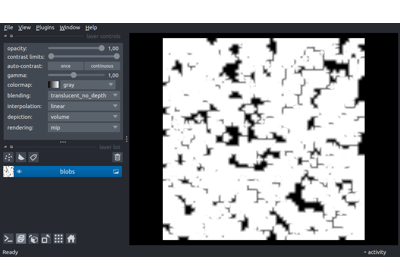 File View Plugins Window Help
layer controls
opacity: 1,00
contrast limits:
auto-contrast: once continuous
gamma: 1,00
colormap: gray
blending: translucent_no_depth
interpolation: linear
depiction: volume
rendering: mip
layer list
blobs
Ready activity